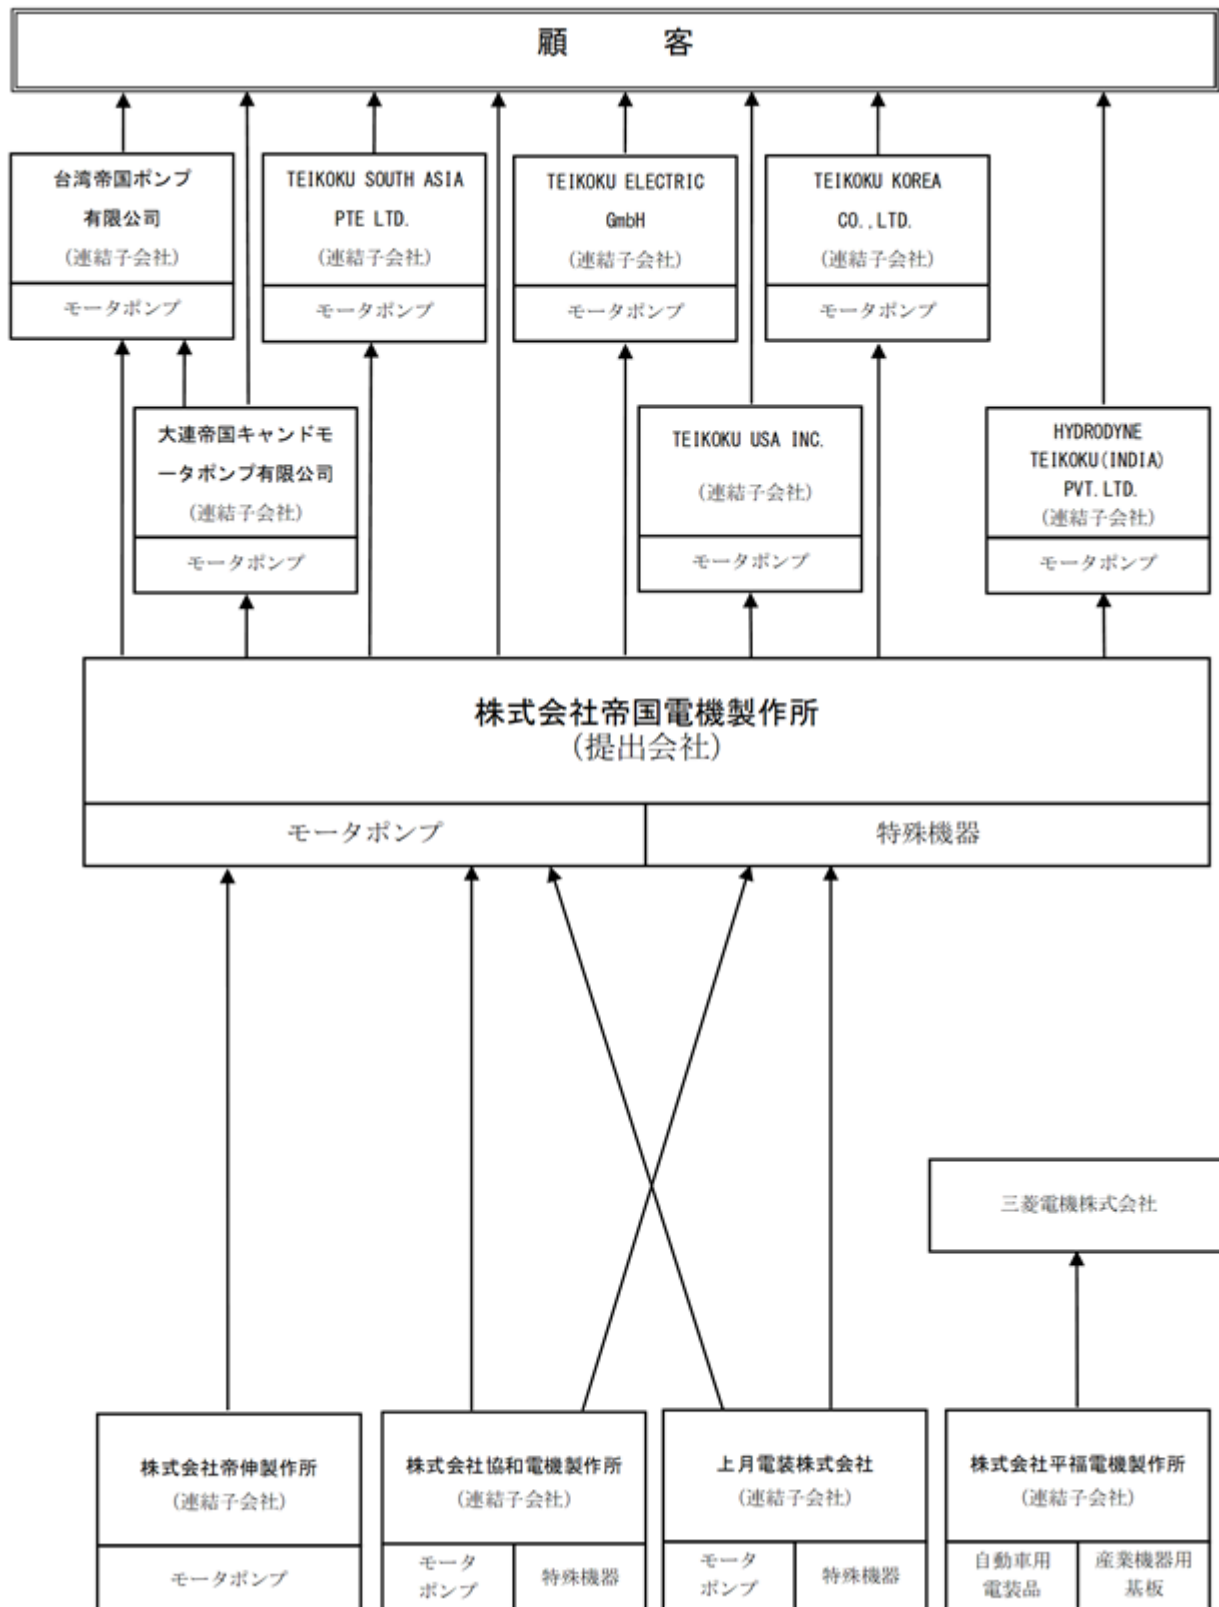 顧客
台湾帝国ポンプ
有限公司
(連結子会社)
モータポンプ
TEIKOKU SOUTH ASIA
PTE LTD.
(連結子会社)
モータポンプ
TEIKOKU ELECTRIC
GmbH
(連結子会社)
モータポンプ
TEIKOKU KOREA
CO.,LTD.
(連結子会社)
モータポンプ
大連帝国キャンドモ
ータポンプ有限公司
(連結子会社)
モータポンプ
TEIKOKU USA INC.
(連結子会社)
モータポンプ
HYDRODYNE
TEIKOKU(INDIA)
PVT.LTD.
(連結子会社)
モータポンプ
株式会社帝国電機製作所
(提出会社)
モータポンプ
特殊機器
三菱電機株式会社
株式会社帝伸製作所
(連結子会社)
モータポンプ
株式会社協和電機製作所
(連結子会社)
モータ
ポンプ
特殊機器
上月電装株式会社
(連結子会社)
モータ
ポンプ
特殊機器
株式会社平福電機製作所
(連結子会社)
自動車用
電装品
産業機器用
基板